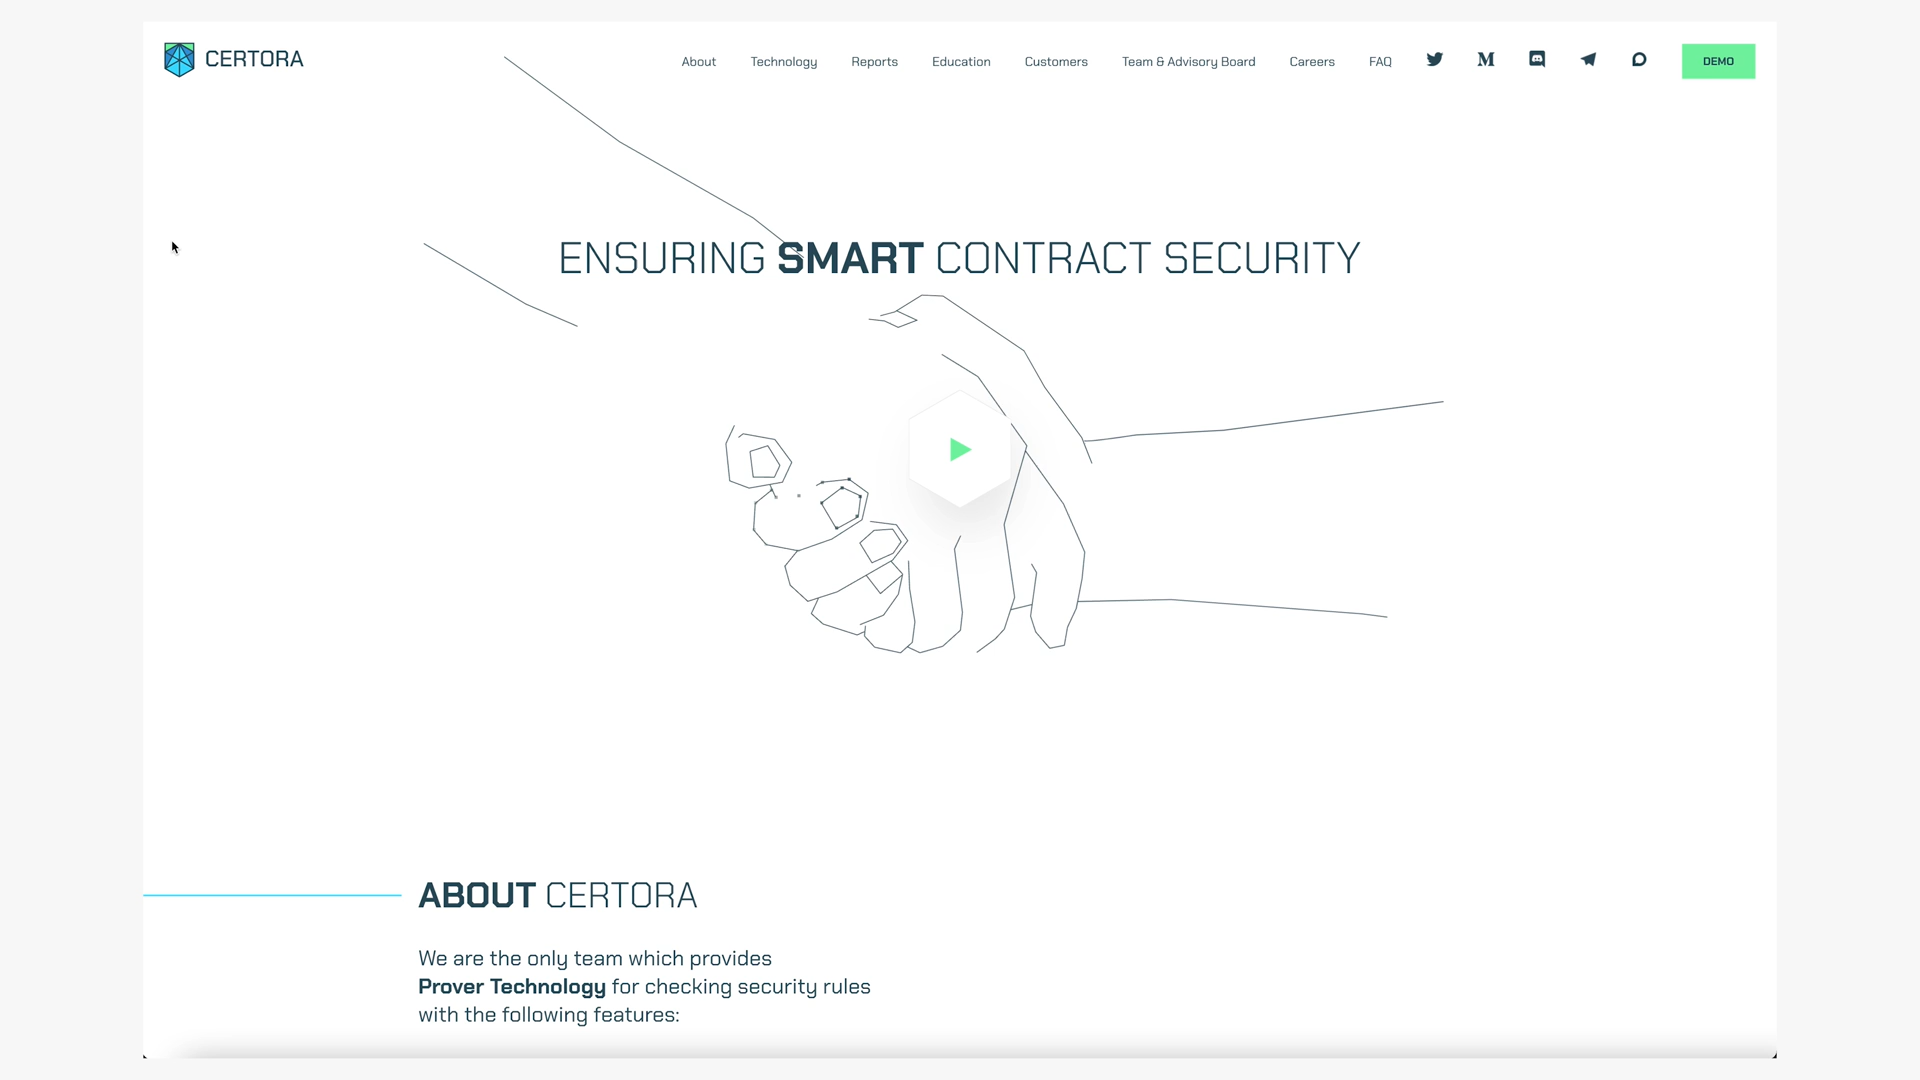 CERTORA
About Technology Reports Education Customers Team & Advisory Board Careers FAQ DEMO
ENSURING SMART CONTRACT SECURITY
ABOUT CERTORA
We are the only team which provides
Prover Technology for checking security rules
with the following features: